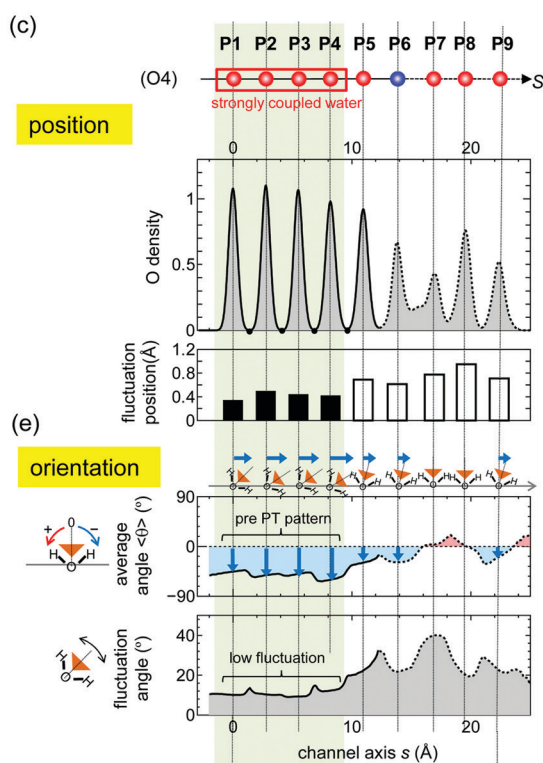 (c)
P1 P2 P3 P4 P5 P6 P7 P8 P9
(O4)
S
strongly coupled water
position
0 10 20
O density
1
0.5
0
fluctuation
position(Å)
1.2
0.8
0.4
0
(e)
orientation
H H H H H H H H H H H H H H H H H H
90
0
−90
average
angle <θ> (°)
pre PT pattern
+ 0 −
H H
O
fluctuation
angle (°)
40
20
0
low fluctuation
H
H
0 10 20
channel axis s (Å)